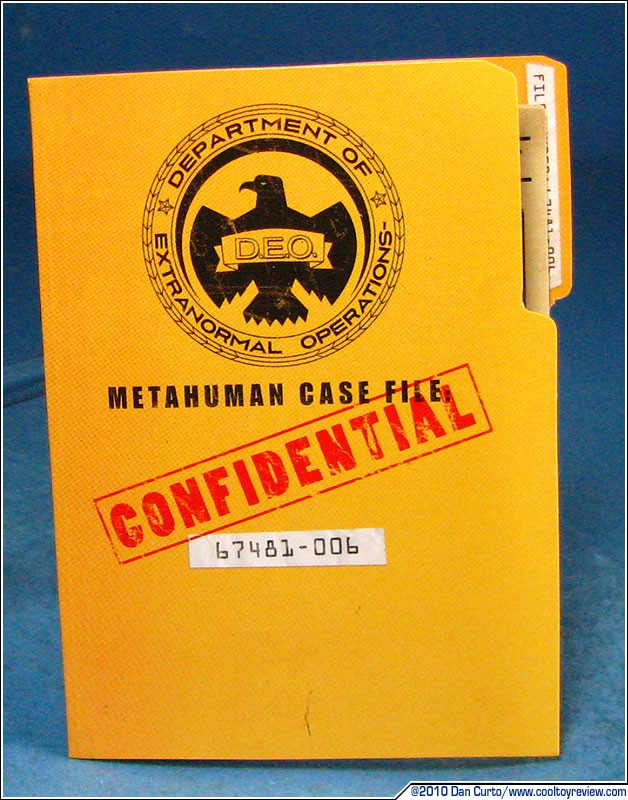 DEPARTMENT OF
EXTRANORMAL OPERATIONS
D.E.O.
METAHUMAN CASE FILE:
CONFIDENTIAL
67481-006
©2010 Dan Curto/www.cooltoyreview.com